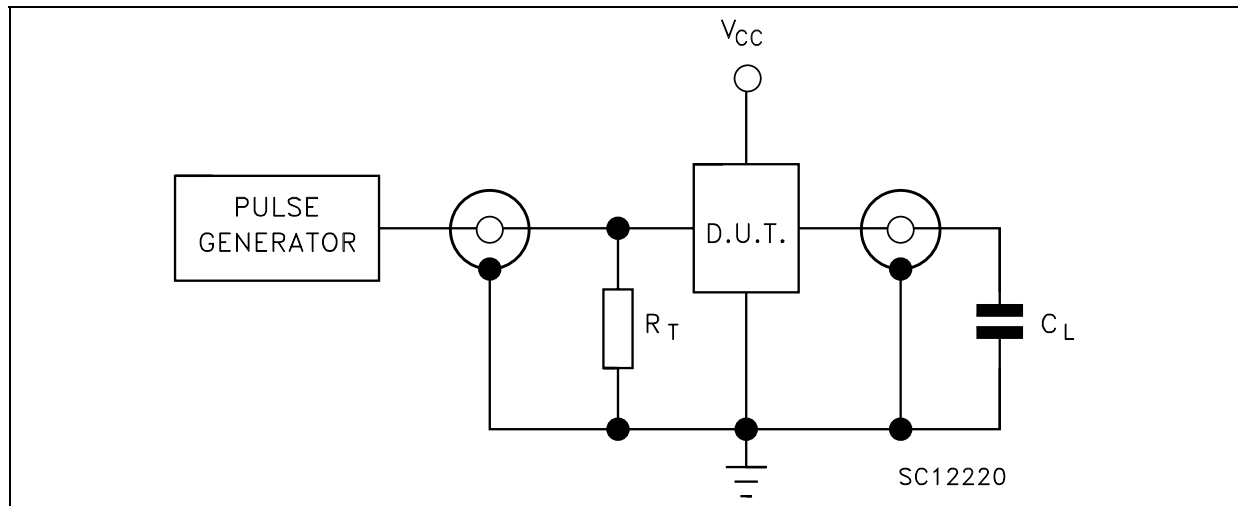 VCC
PULSE
GENERATOR
D.U.T.
RT
CL
SC12220